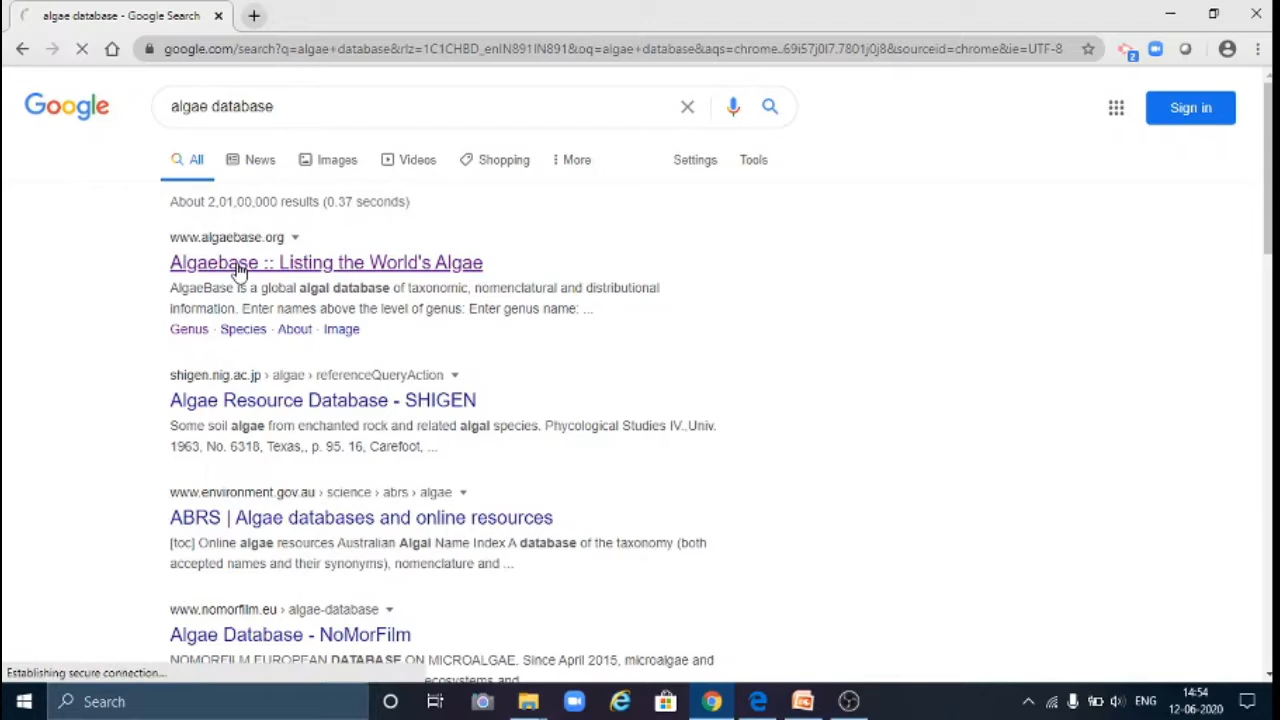 algae database - Google Search
google.com/search?q=algae+database&rlz=1C1CHBD_enIN891IN891&oq=algae+database&aqs=chrome..69i57j0l7.7801j0j8&sourceid=chrome&ie=UTF-8
2
Google
algae database
Sign in
All News Images Videos Shopping More Settings Tools
About 2,01,00,000 results (0.37 seconds)
www.algaebase.org
Algaebase :: Listing the World's Algae
AlgaeBase is a global algal database of taxonomic, nomenclatural and distributional
information. Enter names above the level of genus: Enter genus name: ...
Genus · Species · About · Image
shigen.nig.ac.jp › algae › referenceQueryAction
Algae Resource Database - SHIGEN
Some soil algae from enchanted rock and related algal species. Phycological Studies IV.,Univ.
1963, No. 6318, Texas,, p. 95. 16, Carefoot, ...
www.environment.gov.au › science › abrs › algae
ABRS | Algae databases and online resources
[toc] Online algae resources Australian Algal Name Index A database of the taxonomy (both
accepted names and their synonyms), nomenclature and ...
www.nomorfilm.eu › algae-database
Algae Database - NoMorFilm
NOMORFILM EUROPEAN DATABASE ON MICROALGAE. Since April 2015, microalgae and
ecosystems and
Establishing secure connection...
Search
ENG
14:54
12-06-2020